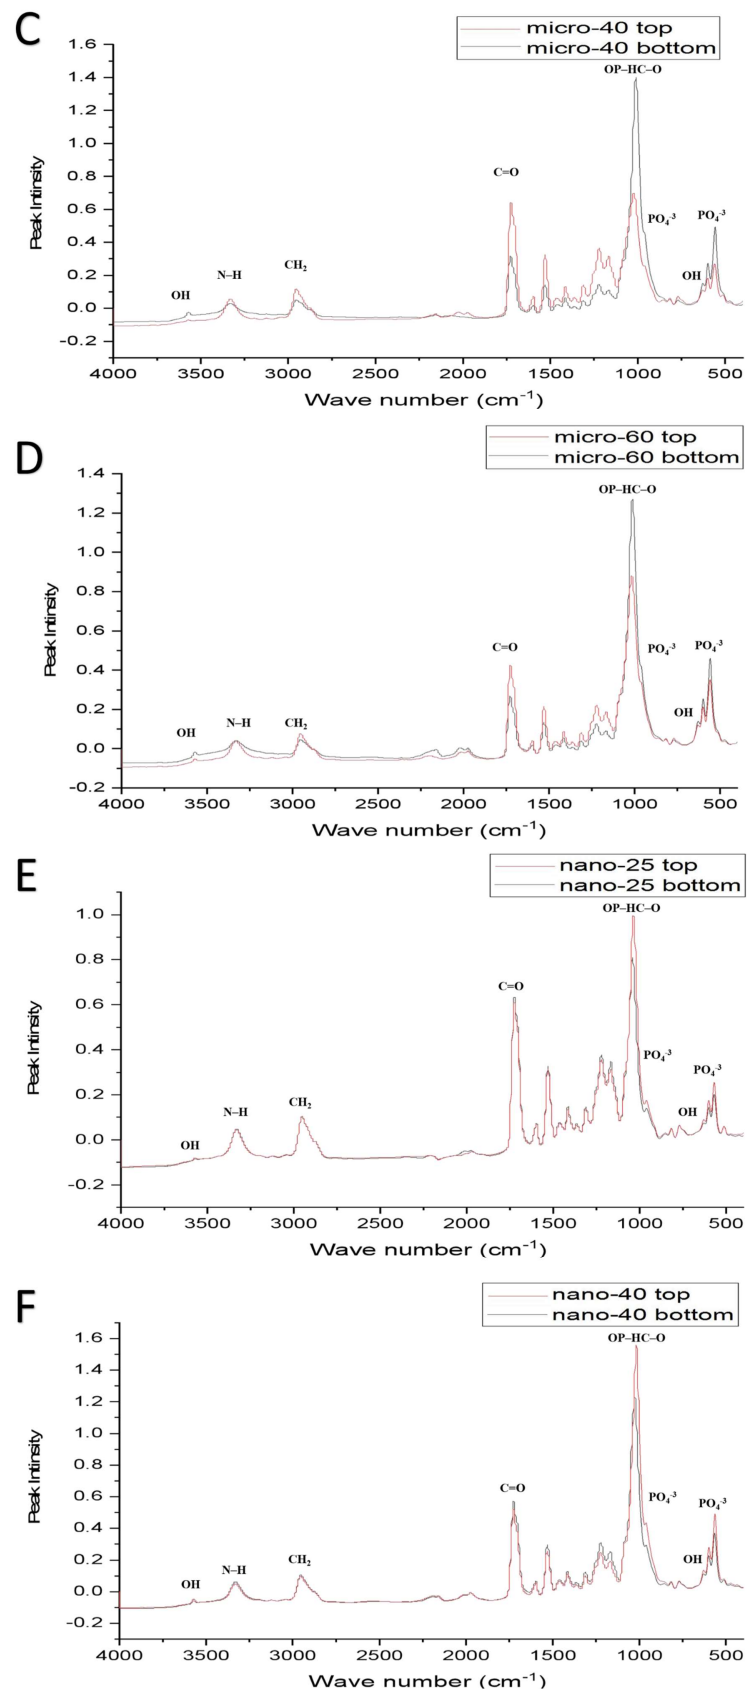 C
micro-40 top
micro-40 bottom
OP–HC–O
1.6
1.4
1.2
1.0
0.8
0.6
0.4
0.2
0.0
-0.2
Peak Intinsity
C=O
PO₄⁻³
PO₄⁻³
OH
N–H
CH₂
OH
4000 3500 3000 2500 2000 1500 1000 500
Wave number (cm⁻¹)
D
micro-60 top
micro-60 bottom
OP–HC–O
1.4
1.2
1.0
0.8
0.6
0.4
0.2
0.0
-0.2
Peak Intinsity
C=O
PO₄⁻³
PO₄⁻³
OH
N–H
CH₂
OH
4000 3500 3000 2500 2000 1500 1000 500
Wave number (cm⁻¹)
E
nano-25 top
nano-25 bottom
OP–HC–O
1.0
0.8
0.6
0.4
0.2
0.0
-0.2
Peak Intinsity
C=O
PO₄⁻³
PO₄⁻³
OH
N–H
CH₂
OH
4000 3500 3000 2500 2000 1500 1000 500
Wave number (cm⁻¹)
F
nano-40 top
nano-40 bottom
OP–HC–O
1.6
1.4
1.2
1.0
0.8
0.6
0.4
0.2
0.0
-0.2
Peak Intinsity
C=O
PO₄⁻³
PO₄⁻³
OH
N–H
CH₂
OH
4000 3500 3000 2500 2000 1500 1000 500
Wave number (cm⁻¹)